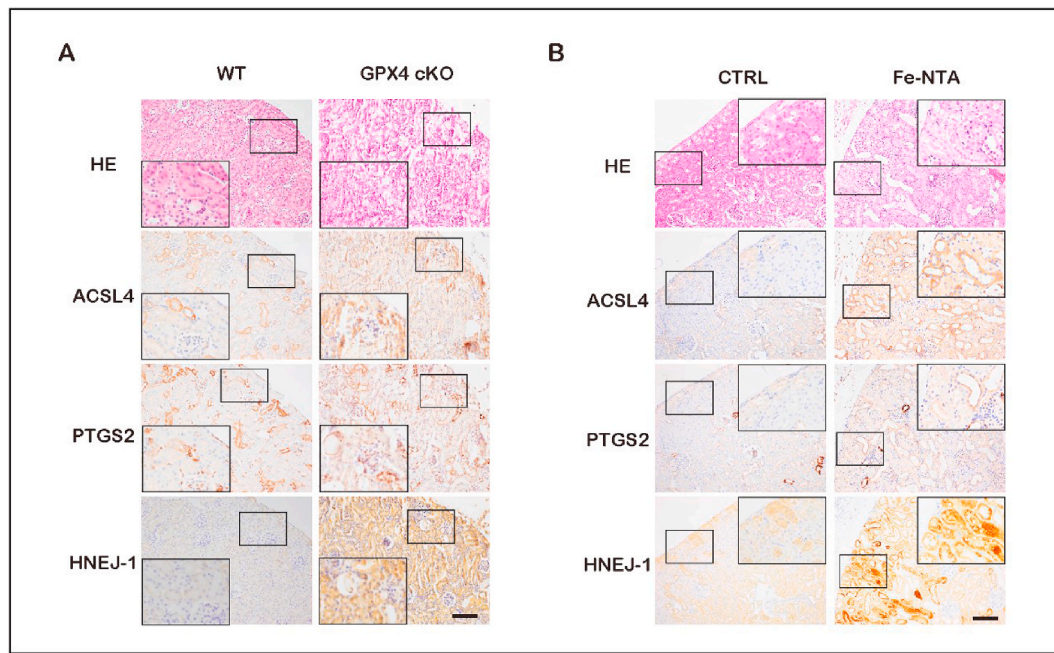 A
B
WT
GPX4 cKO
CTRL
Fe-NTA
HE
HE
ACSL4
ACSL4
PTGS2
PTGS2
HNEJ-1
HNEJ-1